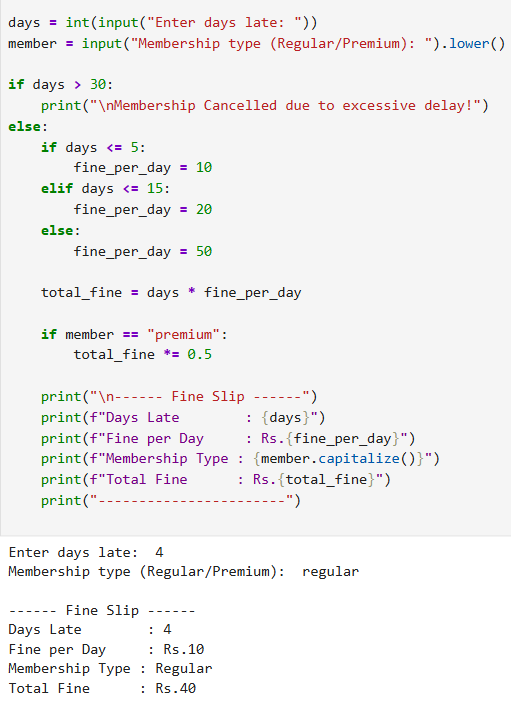 days = int(input("Enter days late: "))
member = input("Membership type (Regular/Premium): ").lower()

if days > 30:
    print("\nMembership Cancelled due to excessive delay!")
else:
    if days <= 5:
        fine_per_day = 10
    elif days <= 15:
        fine_per_day = 20
    else:
        fine_per_day = 50

    total_fine = days * fine_per_day

    if member == "premium":
        total_fine *= 0.5

    print("\n------ Fine Slip ------")
    print(f"Days Late        : {days}")
    print(f"Fine per Day     : Rs.{fine_per_day}")
    print(f"Membership Type : {member.capitalize()}")
    print(f"Total Fine      : Rs.{total_fine}")
    print("-----------------------")

Enter days late:  4
Membership type (Regular/Premium):  regular

------ Fine Slip ------
Days Late        : 4
Fine per Day     : Rs.10
Membership Type : Regular
Total Fine      : Rs.40